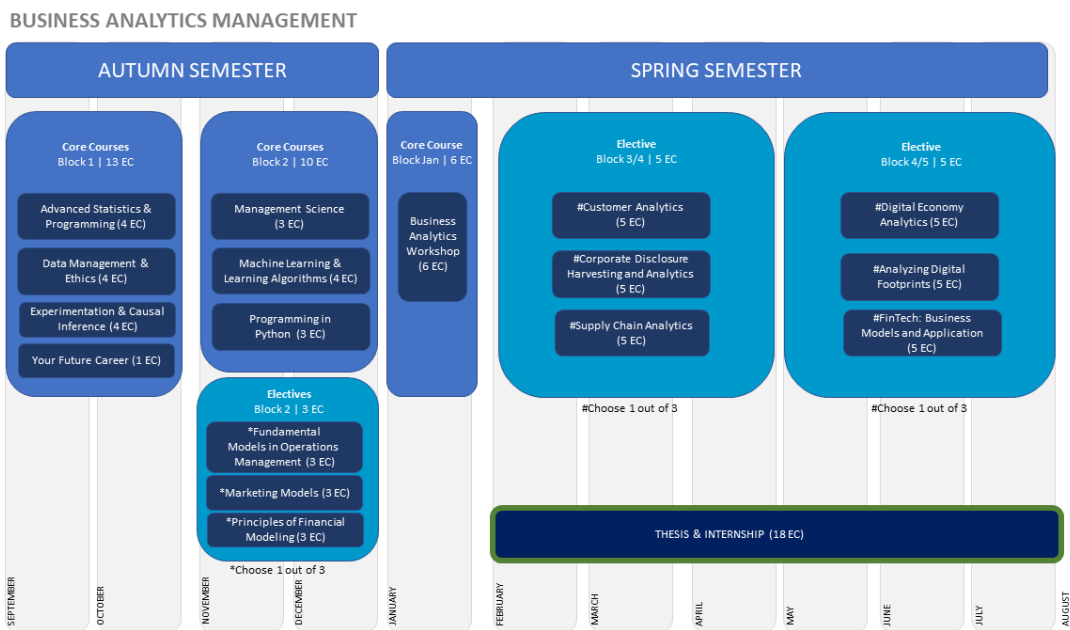 BUSINESS ANALYTICS MANAGEMENT
AUTUMN SEMESTER
SPRING SEMESTER
Core Courses
Block 1 | 13 EC
Advanced Statistics &
Programming (4 EC)
Data Management &
Ethics (4 EC)
Experimentation & Causal
Inference (4 EC)
Your Future Career (1 EC)
Core Courses
Block 2 | 10 EC
Management Science
(3 EC)
Machine Learning &
Learning Algorithms (4 EC)
Programming in
Python (3 EC)
Electives
Block 2 | 3 EC
*Fundamental
Models in Operations
Management (3 EC)
*Marketing Models (3 EC)
*Principles of Financial
Modeling (3 EC)
*Choose 1 out of 3
Core Course
Block Jan | 6 EC
Business
Analytics
Workshop
(6 EC)
Elective
Block 3/4 | 5 EC
#Customer Analytics
(5 EC)
#Corporate Disclosure
Harvesting and Analytics
(5 EC)
#Supply Chain Analytics
(5 EC)
#Choose 1 out of 3
Elective
Block 4/5 | 5 EC
#Digital Economy
Analytics (5 EC)
#Analyzing Digital
Footprints (5 EC)
#FinTech: Business
Models and Application
(5 EC)
#Choose 1 out of 3
THESIS & INTERNSHIP (18 EC)
SEPTEMBER
OCTOBER
NOVEMBER
DECEMBER
JANUARY
FEBRUARY
MARCH
APRIL
MAY
JUNE
JULY
AUGUST